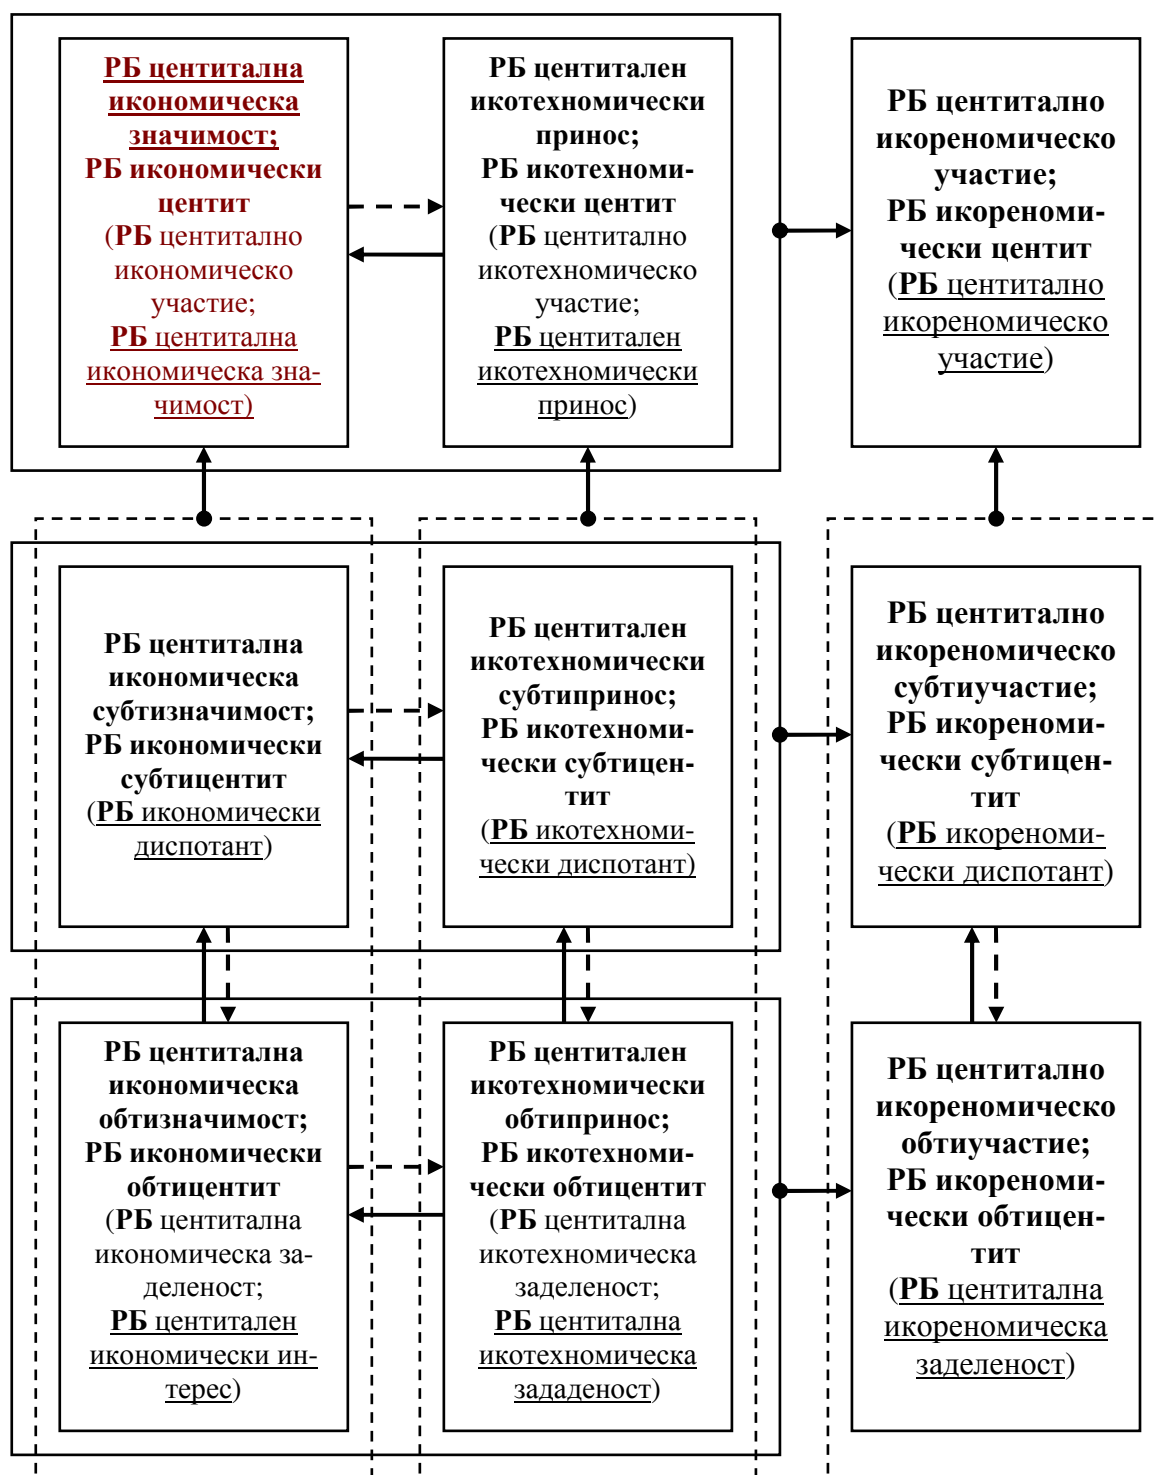 РБ центитална
икономическа
значимост;
РБ икономически
центит
(РБ центитално
икономическо
участие;
РБ центитална
икономическа зна-
чимост)
РБ центитален
икотехномически
принос;
РБ икотехноми-
чески центит
(РБ центитално
икотехномическо
участие;
РБ центитален
икотехномически
принос)
РБ центитално
икореномическо
участие;
РБ икореноми-
чески центит
(РБ центитално
икореномическо
участие)
РБ центитална
икономическа
субтизначимост;
РБ икономически
субтицентит
(РБ икономически
диспотант)
РБ центитален
икотехномически
субтипринос;
РБ икотехноми-
чески субтицен-
тит
(РБ икотехноми-
чески диспотант)
РБ центитално
икореномическо
субтиучастие;
РБ икореноми-
чески субтицен-
тит
(РБ икореноми-
чески диспотант)
РБ центитална
икономическа
обтизначимост;
РБ икономически
обтицентит
(РБ центитална
икономическа за-
деленост;
РБ центитален
икономически ин-
терес)
РБ центитален
икотехномически
обтипринос;
РБ икотехноми-
чески обтицентит
(РБ центитална
икотехномическа
заделеност;
РБ центитална
икотехномическа
зададеност)
РБ центитално
икореномическо
обтиучастие;
РБ икореноми-
чески обтицен-
тит
(РБ центитална
икореномическа
заделеност)